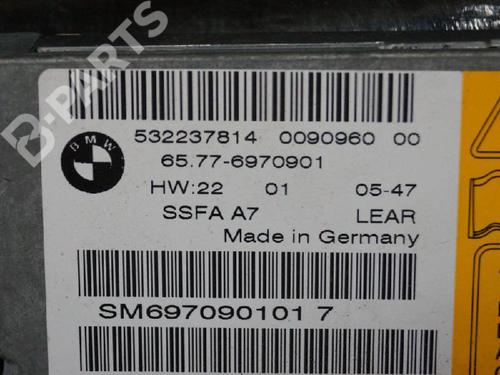 B-PARTS
BMW
532237814 0090960 00
65.77-6970901
HW:22 01 05-47
SSFA A7 LEAR
Made in Germany
SM697090101 7